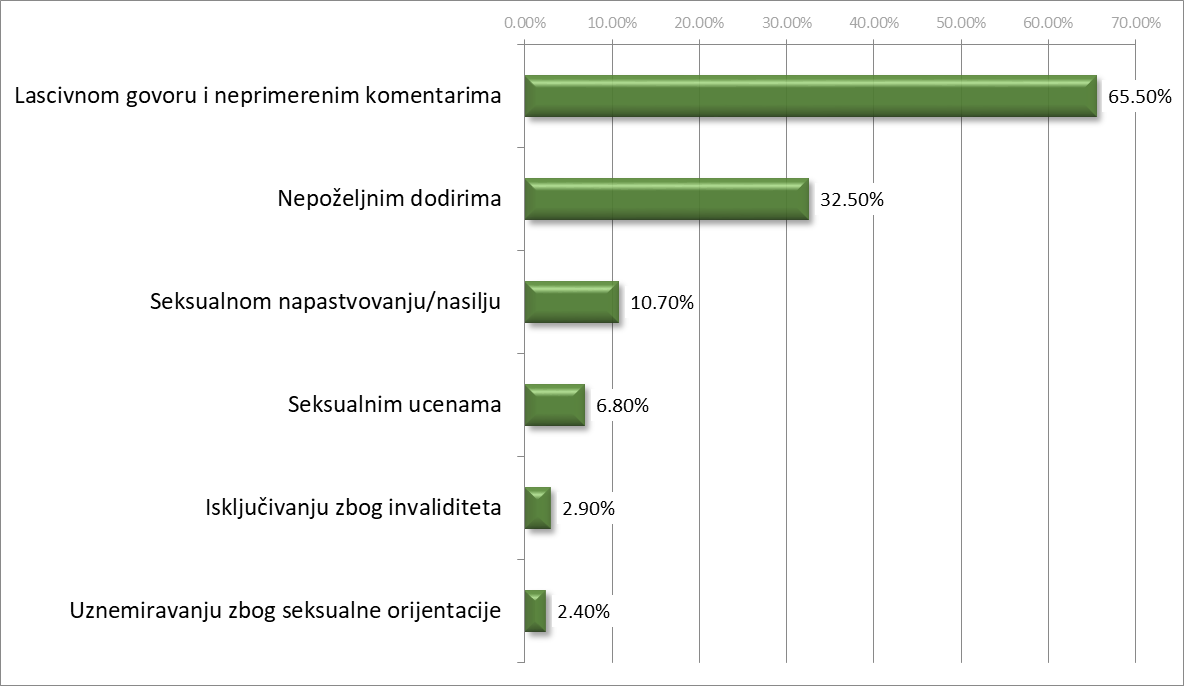 0.00% 10.00% 20.00% 30.00% 40.00% 50.00% 60.00% 70.00%
Lascivnom govoru i neprimerenim komentarima 65.50%
Nepoželjnim dodirima 32.50%
Seksualnom napastvovanju/nasilju 10.70%
Seksualnim ucenama 6.80%
Isključivanju zbog invaliditeta 2.90%
Uznemiravanju zbog seksualne orijentacije 2.40%